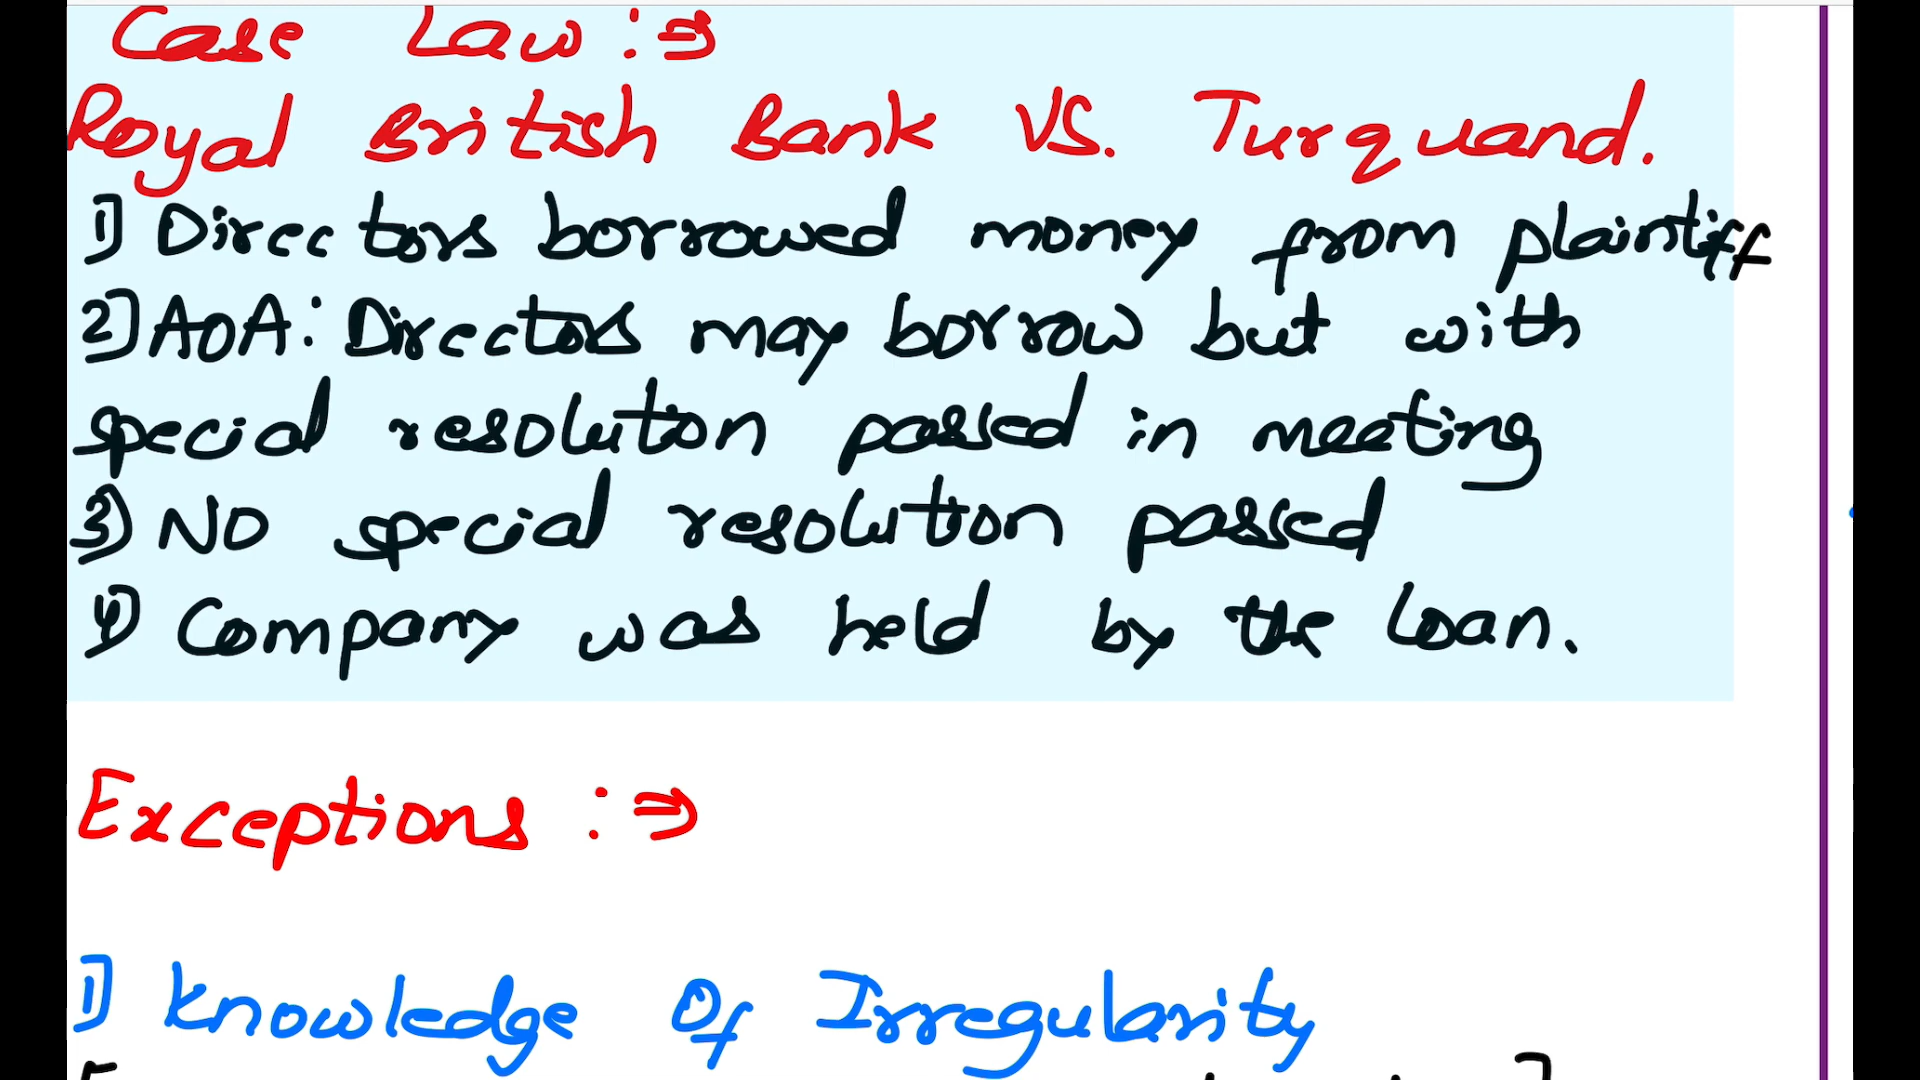 Case Law :⇒
Royal British Bank VS. Turquand.
1] Directors borrowed money from plaintiff
2] AOA: Directors may borrow but with
special resolution passed in meeting
3) NO special resolution passed
4) Company was held by the loan.
Exceptions :⇒
1] Knowledge Of Irregularity